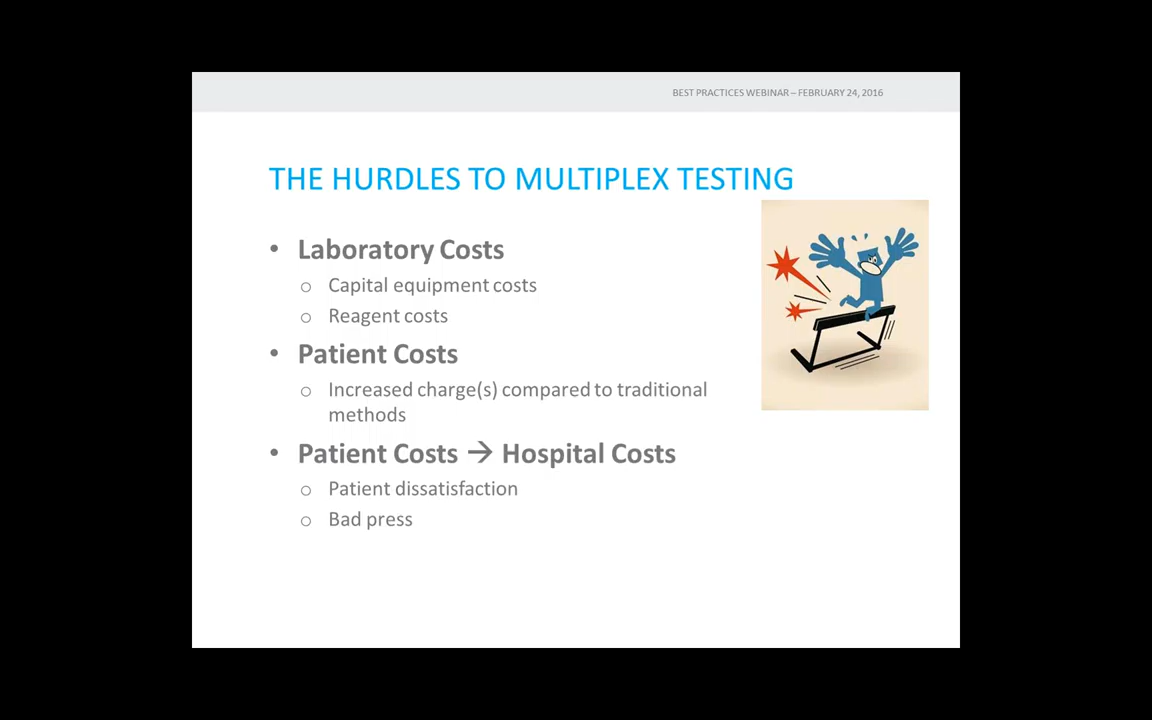 BEST PRACTICES WEBINAR – FEBRUARY 24, 2016
THE HURDLES TO MULTIPLEX TESTING
• Laboratory Costs
o Capital equipment costs
o Reagent costs
• Patient Costs
o Increased charge(s) compared to traditional
methods
• Patient Costs → Hospital Costs
o Patient dissatisfaction
o Bad press